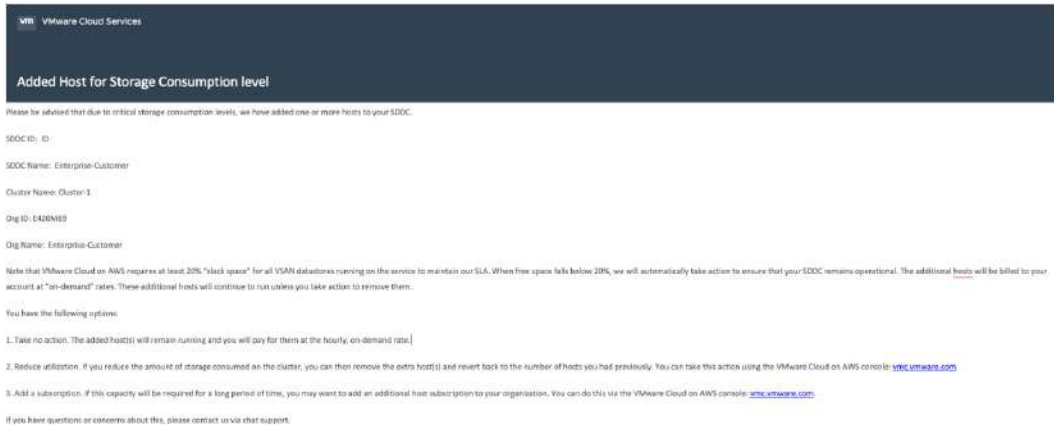 vm VMware Cloud Services
Added Host for Storage Consumption level
Please be advised that due to critical storage consumption levels, we have added one or more hosts to your SDDC.
SDDC ID: ID
SDDC Name: Enterprise-Customer
Cluster Name: Cluster-1
Org ID: E426NI69
Org Name: Enterprise-Customer
Note that VMware Cloud on AWS requires at least 20% "slack space" for all VSAN datastores running on the service to maintain our SLA. When free space falls below 20%, we will automatically take action to ensure that your SDDC remains operational. The additional hosts will be billed to your
account at "on-demand" rates. These additional hosts will continue to run unless you take action to remove them.
You have the following options:
1. Take no action. The added host(s) will remain running and you will pay for them at the hourly, on-demand rate.
2. Reduce utilization. If you reduce the amount of storage consumed on the cluster, you can then remove the extra host(s) and revert back to the number of hosts you had previously. You can take this action using the VMware Cloud on AWS console: vmc.vmware.com
3. Add a subscription. If this capacity will be required for a long period of time, you may want to add an additional host subscription to your organization. You can do this via the VMware Cloud on AWS console: vmc.vmware.com.
If you have questions or concerns about this, please contact us via chat support.